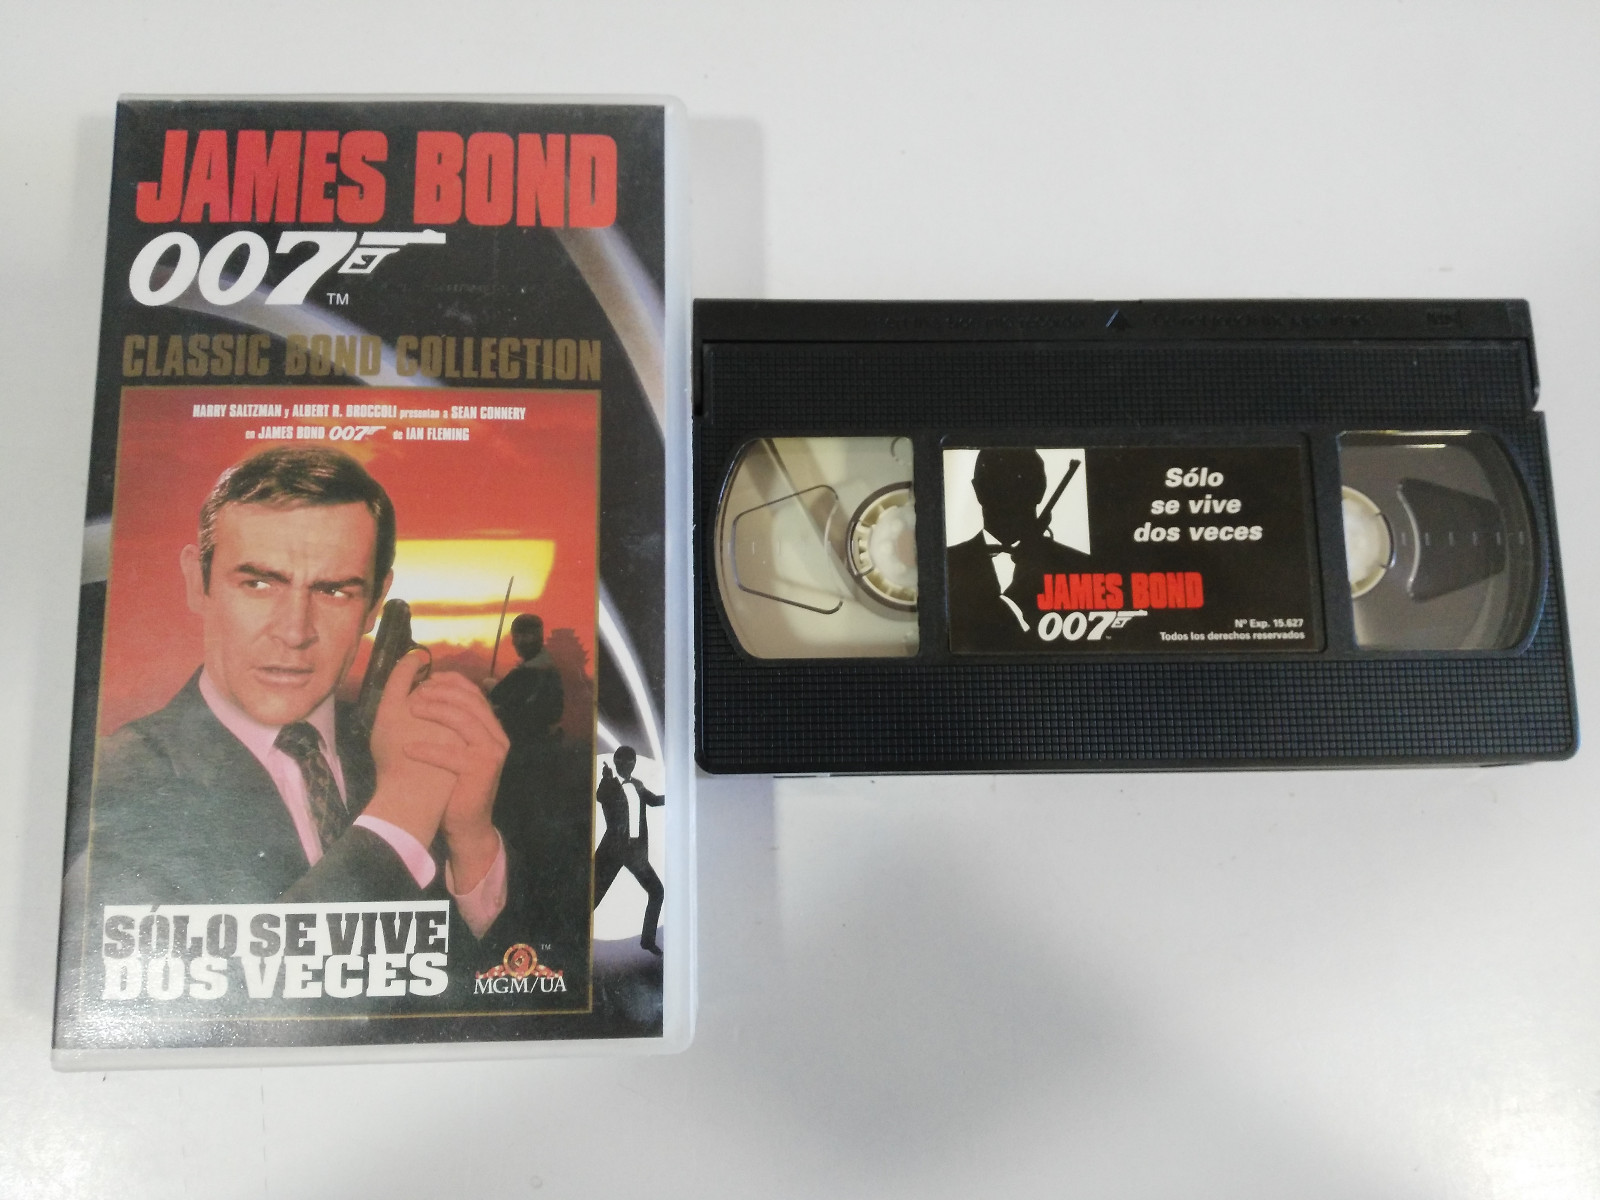 JAMES BOND
007 TM
CLASSIC BOND COLLECTION
HARRY SALTZMAN y ALBERT R. BROCCOLI presentan a SEAN CONNERY
en JAMES BOND 007 de IAN FLEMING
SÓLO SE VIVE
DOS VECES
TM
MGM/UA
Sólo
se vive
dos veces
JAMES BOND
007
Nº Exp. 15.627
Todos los derechos reservados